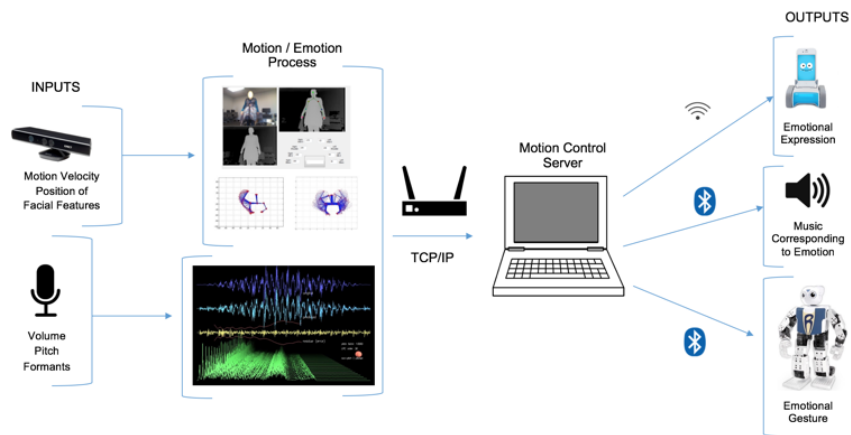 INPUTS
Motion Velocity
Position of
Facial Features
Volume
Pitch
Formants
Motion / Emotion
Process
TCP/IP
Motion Control
Server
OUTPUTS
Emotional
Expression
Music
Corresponding
to Emotion
Emotional
Gesture